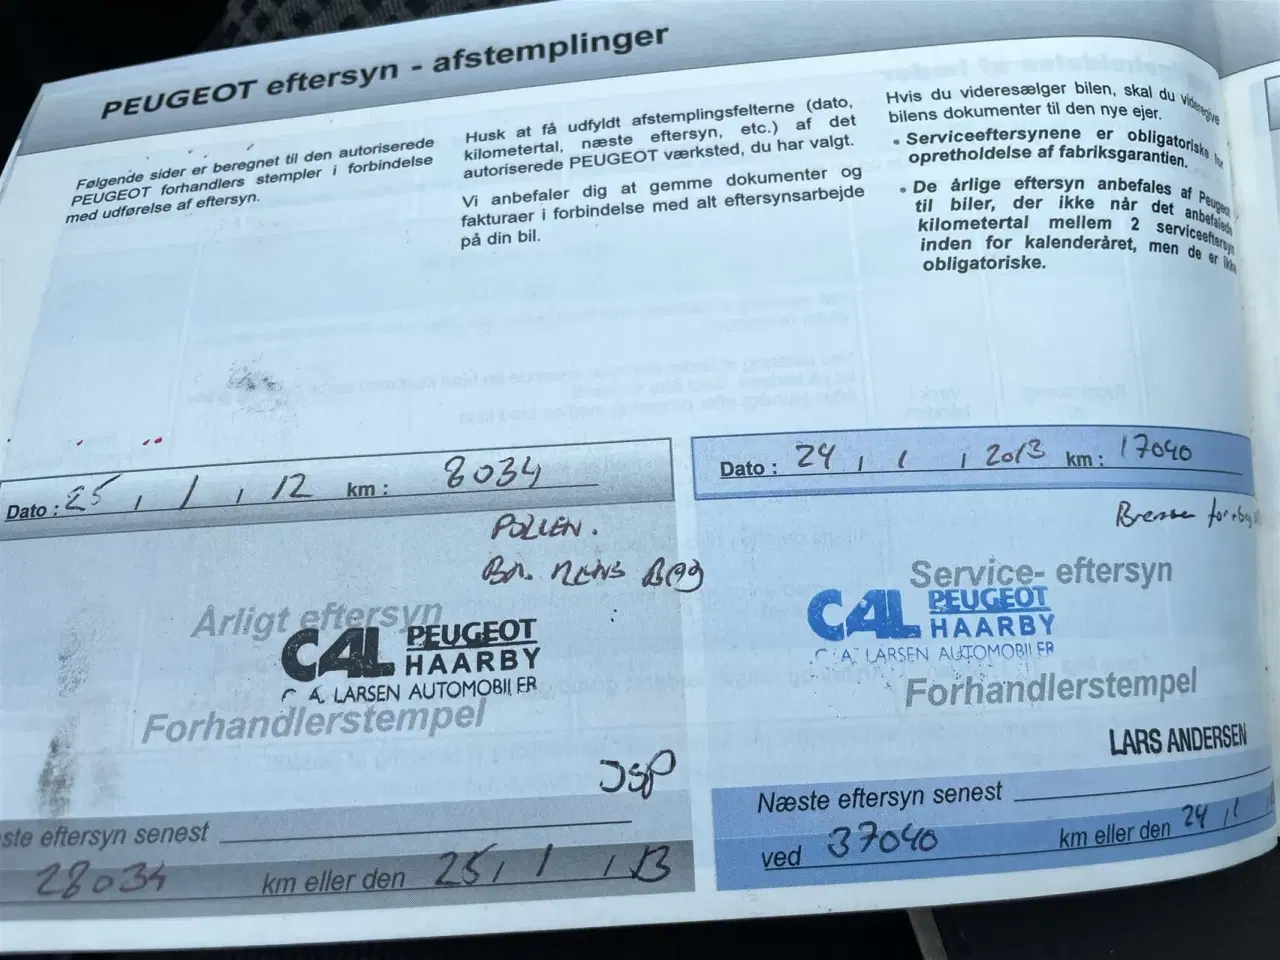 PEUGEOT eftersyn - afstemplinger
Følgende sider er beregnet til den autoriserede
PEUGEOT forhandlers stempler i forbindelse
med udførelse af eftersyn.
Husk at få udfyldt afstemplingsfelterne (dato,
kilometertal, næste eftersyn, etc.) af det
autoriserede PEUGEOT værksted, du har valgt.
Vi anbefaler dig at gemme dokumenter og
fakturaer i forbindelse med alt eftersynsarbejde
på din bil.
Hvis du videresælger bilen, skal du videregive
bilens dokumenter til den nye ejer.
• Serviceeftersynene er obligatoriske for
opretholdelse af fabriksgarantien.
• De årlige eftersyn anbefales af Peugeot
til biler, der ikke når det anbefalede
kilometertal mellem 2 serviceeftersyn
inden for kalenderåret, men de er ikke
obligatoriske.
Dato : 25 , 1 , 12 km : 8034
POLLEN.
Årligt eftersyn
CAL PEUGEOT
HAARBY
C. A. LARSEN AUTOMOBILER
Forhandlerstempel
JSP
ste eftersyn senest
28034 km eller den 25, 1 , 13
Dato : 24 , 1 , 2013 km : 17040
Service- eftersyn
CAL PEUGEOT
HAARBY
C. A. LARSEN AUTOMOBILER
Forhandlerstempel
LARS ANDERSEN
Næste eftersyn senest
ved 37040 km eller den 24 , 1 ,